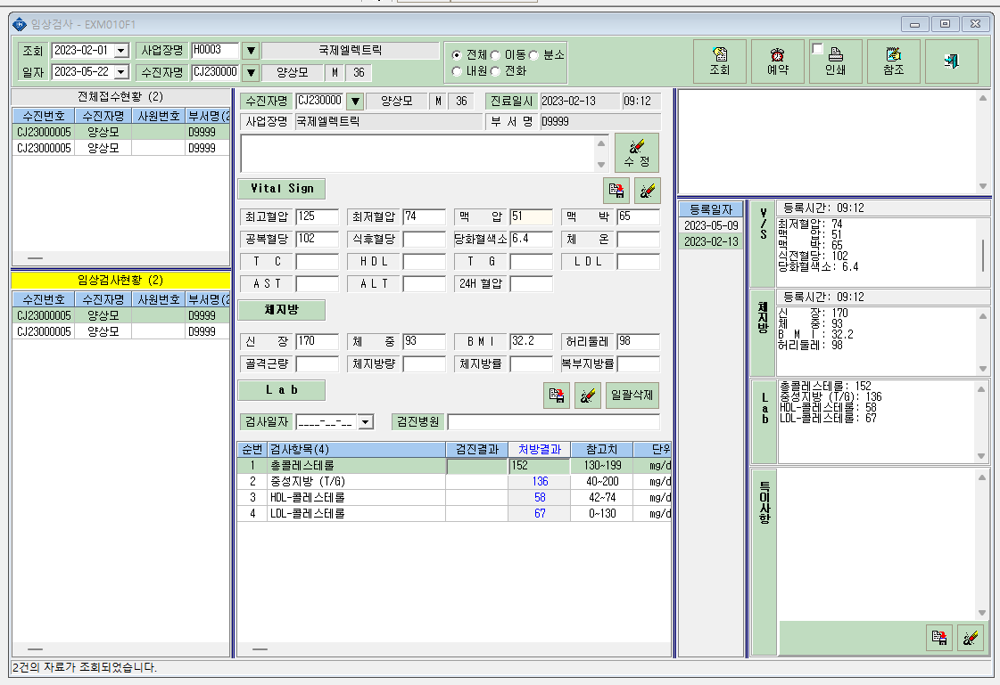 임상검사 - EXM010F1
조회 2023-02-01 사업장명 H0003 ▼ 국제엘렉트릭 전체 이동 분소
일자 2023-05-22 수진자명 CJ230000 ▼ 양상모 M 36 내원 전화
조회 예약 인쇄 참조
전체접수현황 (2)
수진번호 수진자명 사원번호 부서명(2
CJ23000005 양상모 D9999
CJ23000005 양상모 D9999
임상검사현황 (2)
수진번호 수진자명 사원번호 부서명(2
CJ23000005 양상모 D9999
CJ23000005 양상모 D9999
수진자명 CJ230000 ▼ 양상모 M 36 진료일시 2023-02-13 09:12
사업장명 국제엘렉트릭 부 서 명 D9999
수 정
Vital Sign
최고혈압 125 최저혈압 74 맥 압 51 맥 박 65
공복혈당 102 식후혈당 당화혈색소 6.4 체 온
T C HDL T G LDL
AST ALT 24H 혈압
체지방
신 장 170 체 중 93 BMI 32.2 허리둘레 98
골격근량 체지방량 체지방률 복부지방률
Lab
일괄삭제
검사일자 ____-__-__ 검진병원
순번 검사항목(4) 검진결과 처방결과 참고치 단위
1 총콜레스테롤 152 130~199 mg/d
2 중성지방 (T/G) 136 40~200 mg/d
3 HDL-콜레스테롤 58 42~74 mg/d
4 LDL-콜레스테롤 67 0~130 mg/d
등록일자
2023-05-09
2023-02-13
V/S
등록시간: 09:12
최저혈압: 74
맥 압: 51
맥 박: 65
식전혈당: 102
당화혈색소: 6.4
체지방
등록시간: 09:12
신 장: 170
체 중: 93
B M I : 32.2
허리둘레: 98
Lab
총콜레스테롤: 152
중성지방 (T/G): 136
HDL-콜레스테롤: 58
LDL-콜레스테롤: 67
특이사항
2건의 자료가 조회되었습니다.